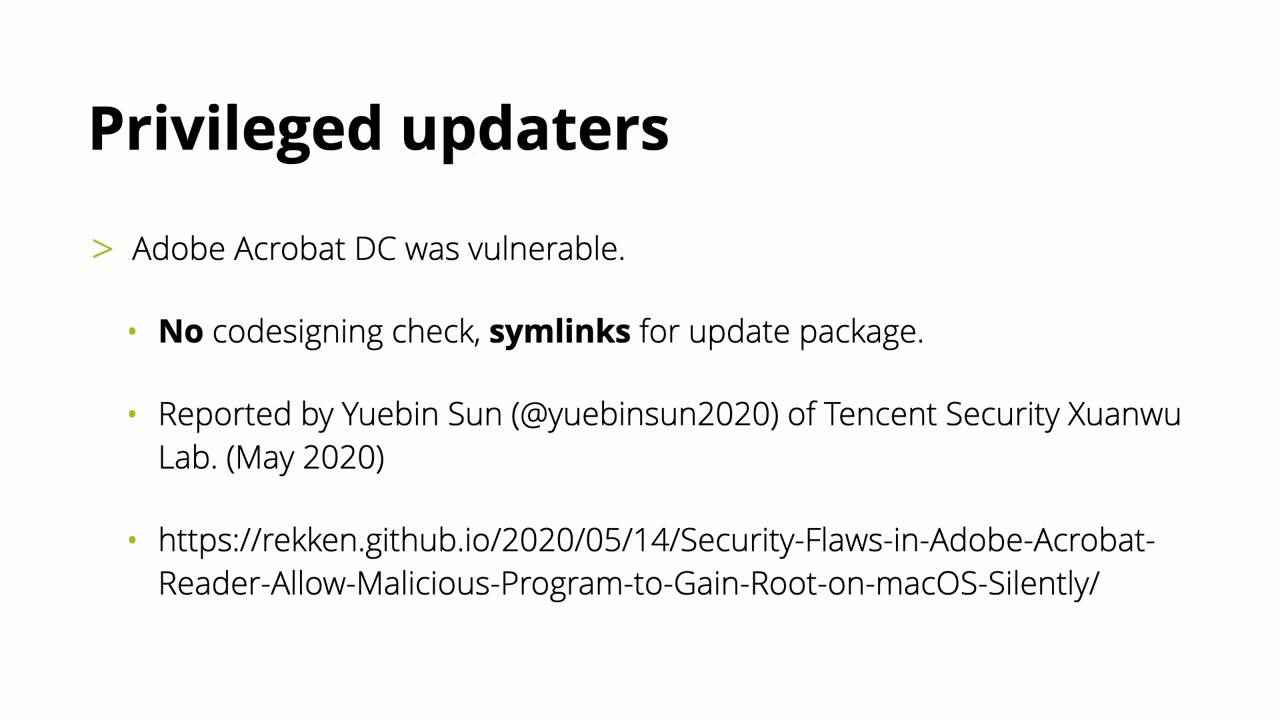 Privileged updaters
> Adobe Acrobat DC was vulnerable.
• No codesigning check, symlinks for update package.
• Reported by Yuebin Sun (@yuebinsun2020) of Tencent Security Xuanwu
Lab. (May 2020)
• https://rekken.github.io/2020/05/14/Security-Flaws-in-Adobe-Acrobat-
Reader-Allow-Malicious-Program-to-Gain-Root-on-macOS-Silently/